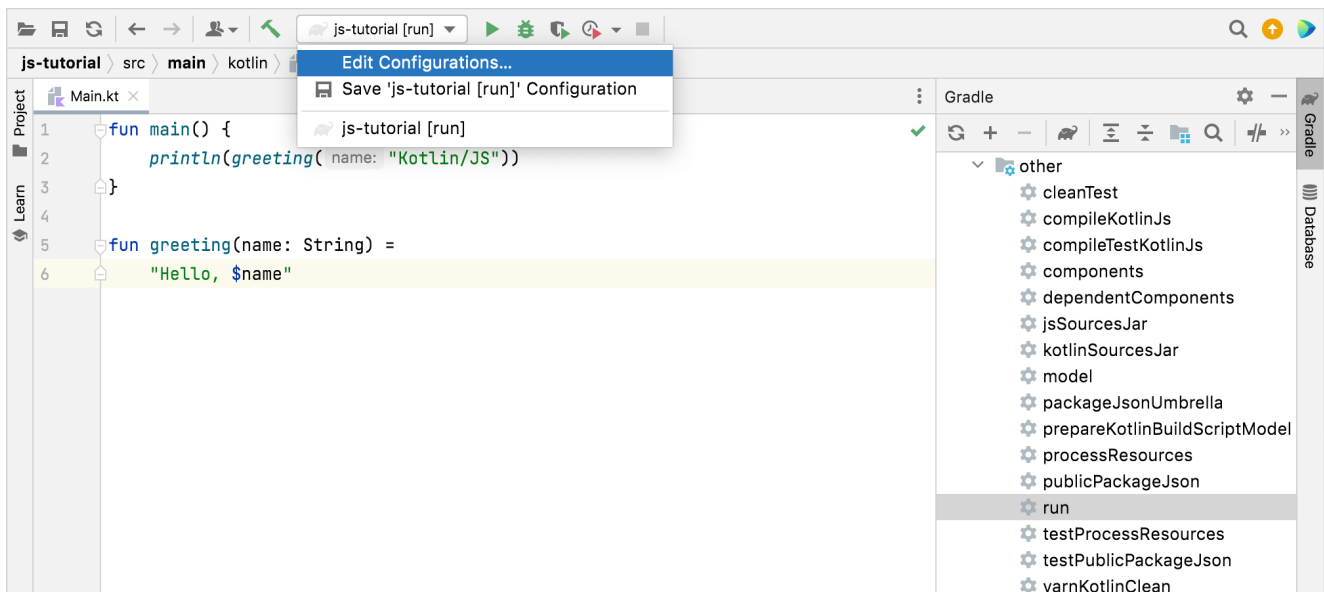 js-tutorial [run]
js-tutorial 〉 src 〉 main 〉 kotlin 〉
Edit Configurations...
Save 'js-tutorial [run]' Configuration
js-tutorial [run]
Project
Learn
Main.kt
1 fun main() {
2 println(greeting( name: "Kotlin/JS"))
3 }
4
5 fun greeting(name: String) =
6 "Hello, $name"
Gradle
other
cleanTest
compileKotlinJs
compileTestKotlinJs
components
dependentComponents
jsSourcesJar
kotlinSourcesJar
model
packageJsonUmbrella
prepareKotlinBuildScriptModel
processResources
publicPackageJson
run
testProcessResources
testPublicPackageJson
yarnKotlinClean
Gradle
Database